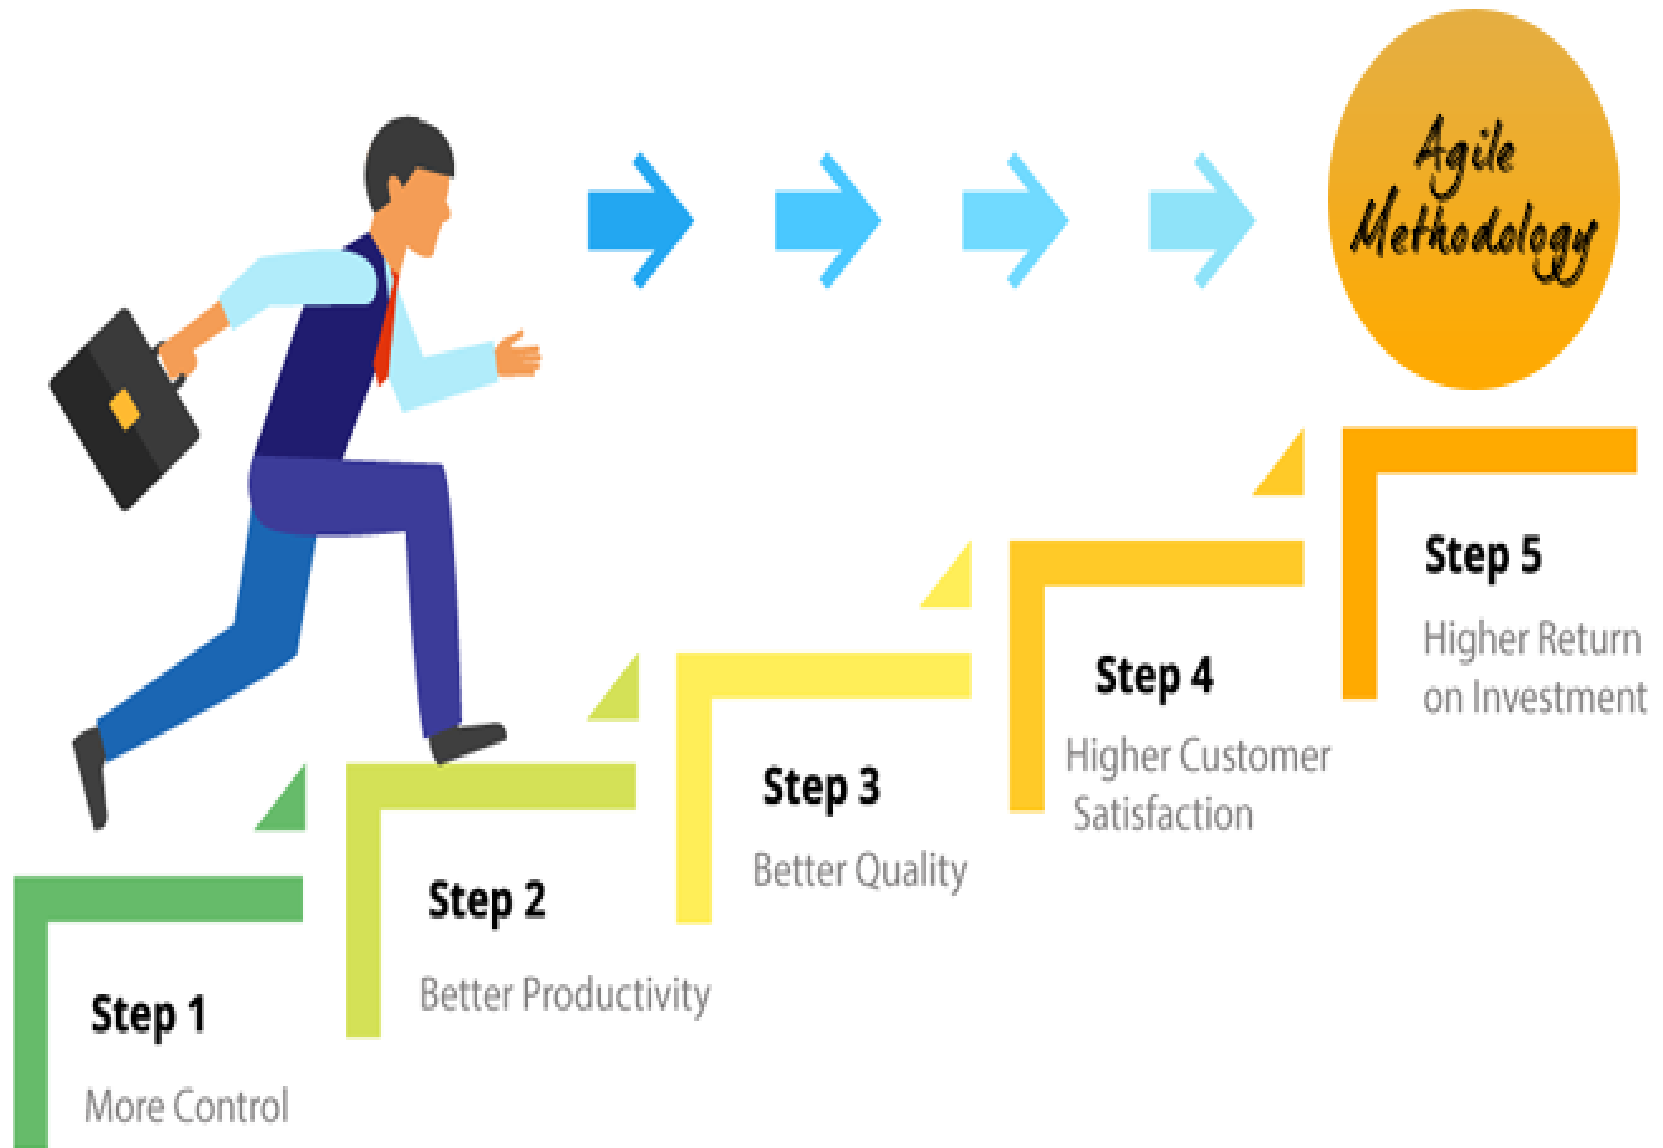 Agile
Methodology
Step 5
Higher Return
on Investment
Step 4
Higher Customer
Satisfaction
Step 3
Better Quality
Step 2
Better Productivity
Step 1
More Control